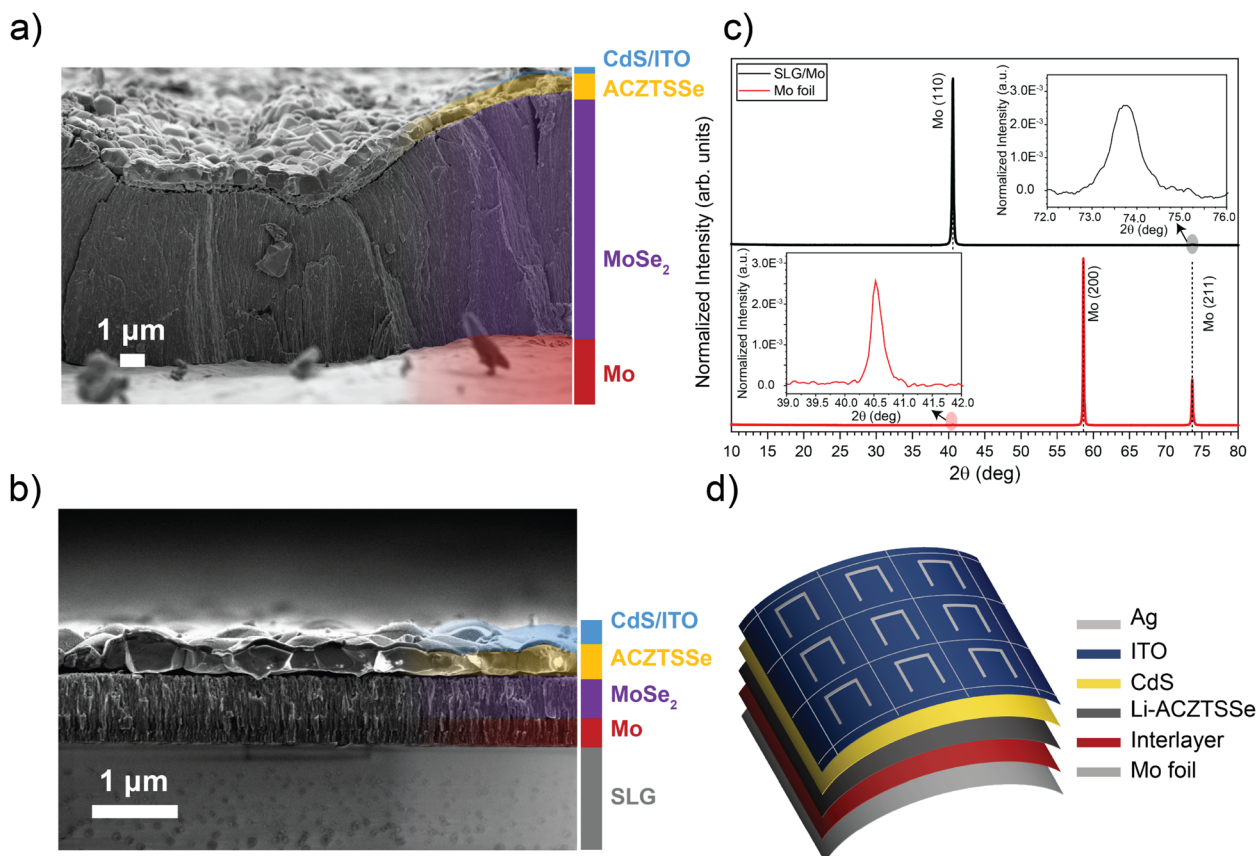 a)
CdS/ITO
ACZTSSe
MoSe₂
Mo
1 µm
b)
CdS/ITO
ACZTSSe
MoSe₂
Mo
SLG
1 µm
c)
Normalized Intensity (arb. units)
SLG/Mo
Mo foil
Mo (110)
Mo (200)
Mo (211)
Normalized Intensity (a.u.)
3.0E⁻³
2.0E⁻³
1.0E⁻³
0.0
72.0 73.0 74.0 75.0 76.0
2θ (deg)
Normalized Intensity (a.u.)
3.0E⁻³
2.0E⁻³
1.0E⁻³
0.0
39.0 39.5 40.0 40.5 41.0 41.5 42.0
2θ (deg)
10 15 20 25 30 35 40 45 50 55 60 65 70 75 80
2θ (deg)
d)
Ag
ITO
CdS
Li-ACZTSSe
Interlayer
Mo foil